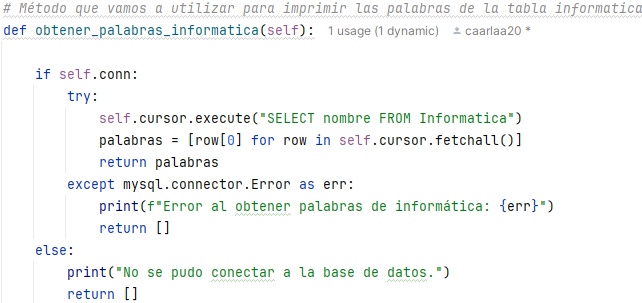 # Método que vamos a utilizar para imprimir las palabras de la tabla informatica
def obtener_palabras_informatica(self): 1 usage (1 dynamic) caarlaa20 *
if self.conn:
try:
self.cursor.execute("SELECT nombre FROM Informatica")
palabras = [row[0] for row in self.cursor.fetchall()]
return palabras
except mysql.connector.Error as err:
print(f"Error al obtener palabras de informática: {err}")
return []
else:
print("No se pudo conectar a la base de datos.")
return []